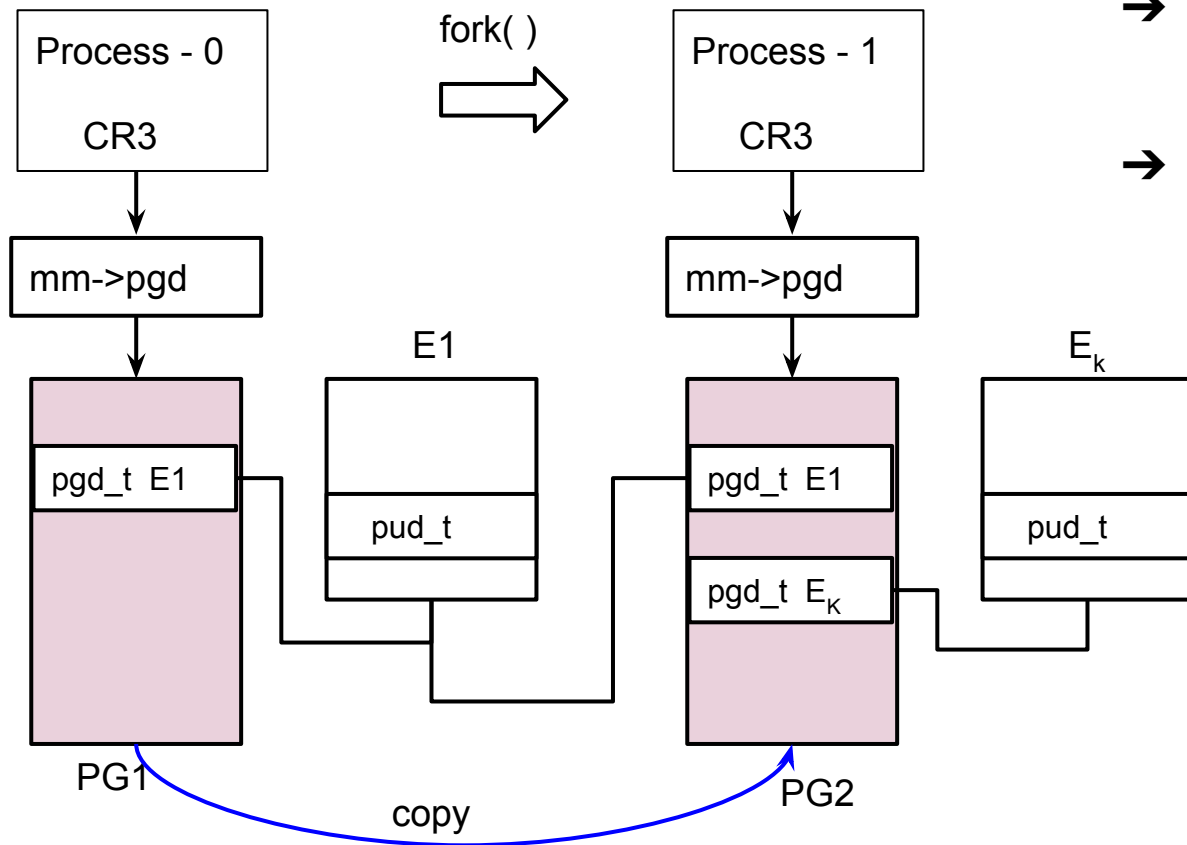 Process - 0
CR3
fork( )
Process - 1
CR3
➔
➔
mm->pgd
mm->pgd
E1
Ek
pgd_t E1
pud_t
pgd_t E1
pgd_t EK
pud_t
PG1
copy
PG2